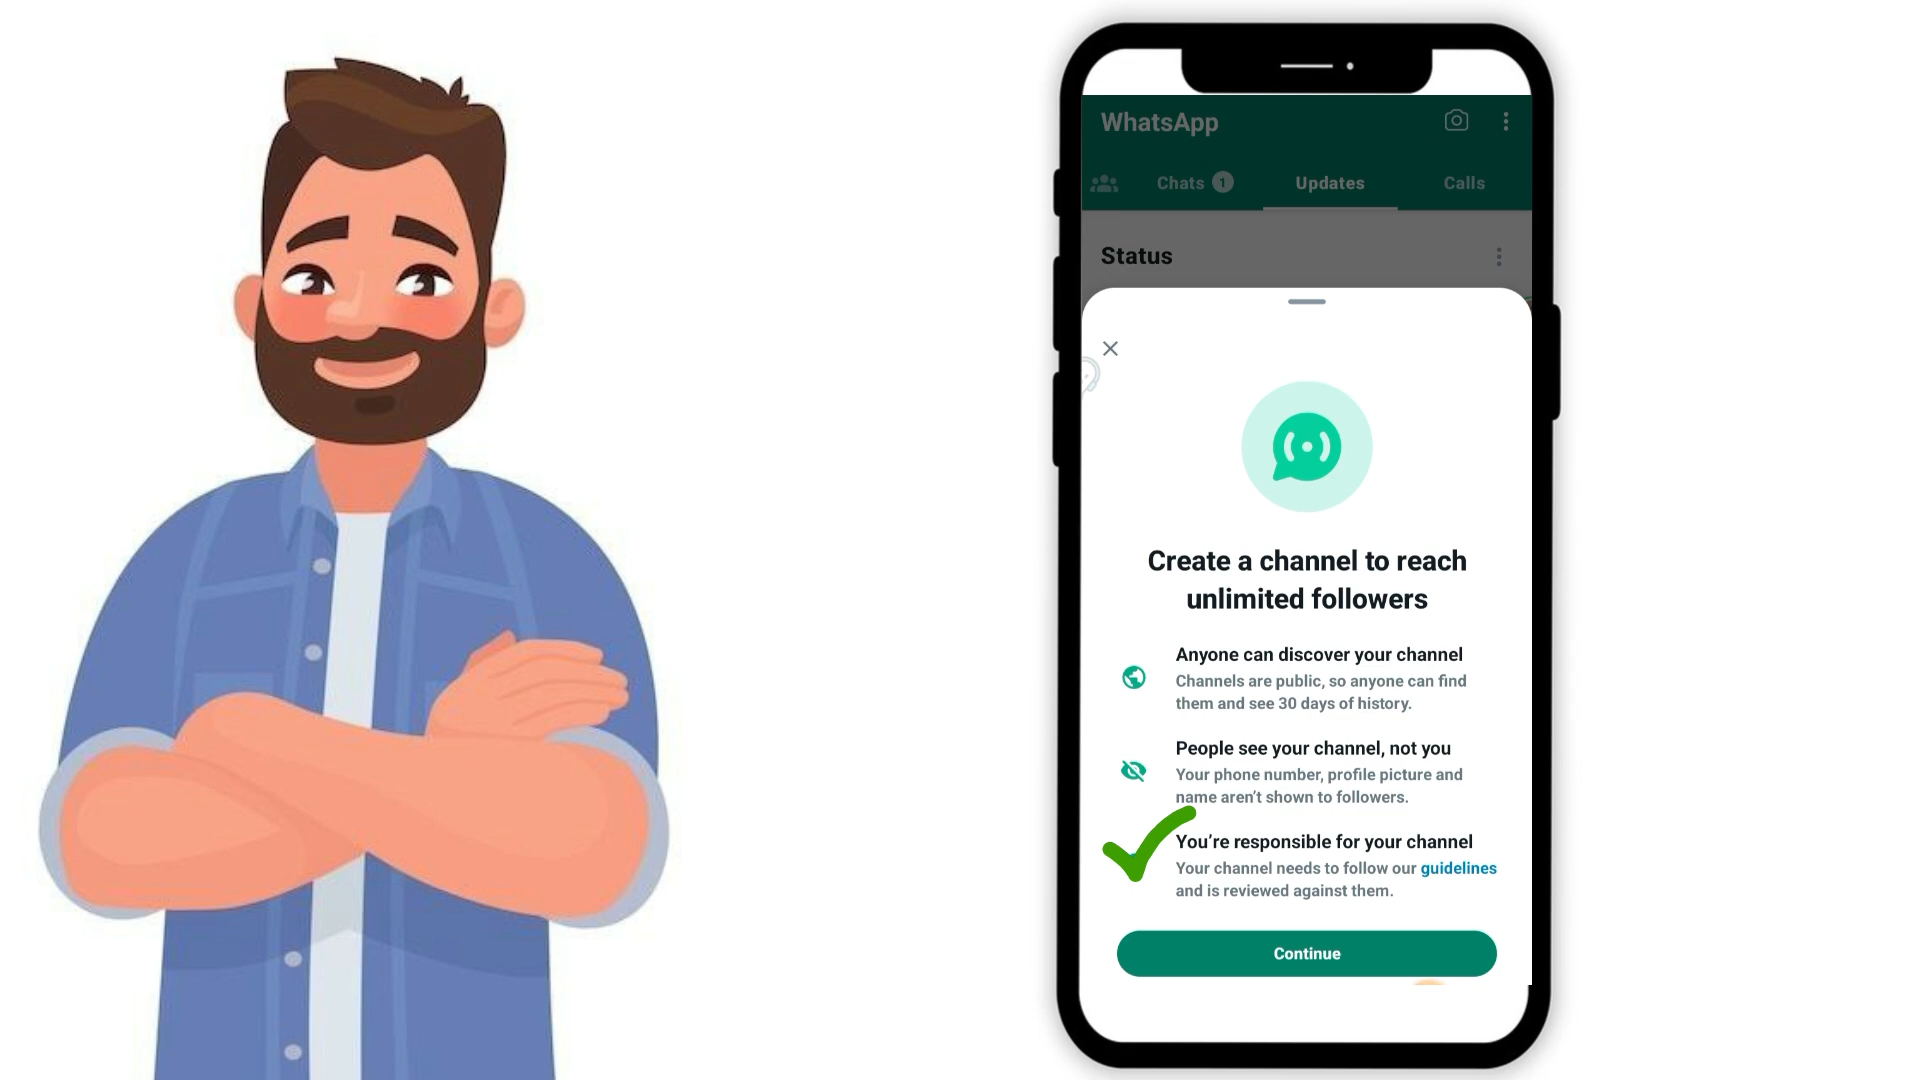 WhatsApp
Chats 1 Updates Calls
Status
Create a channel to reach
unlimited followers
Anyone can discover your channel
Channels are public, so anyone can find
them and see 30 days of history.
People see your channel, not you
Your phone number, profile picture and
name aren’t shown to followers.
You’re responsible for your channel
Your channel needs to follow our guidelines
and is reviewed against them.
Continue